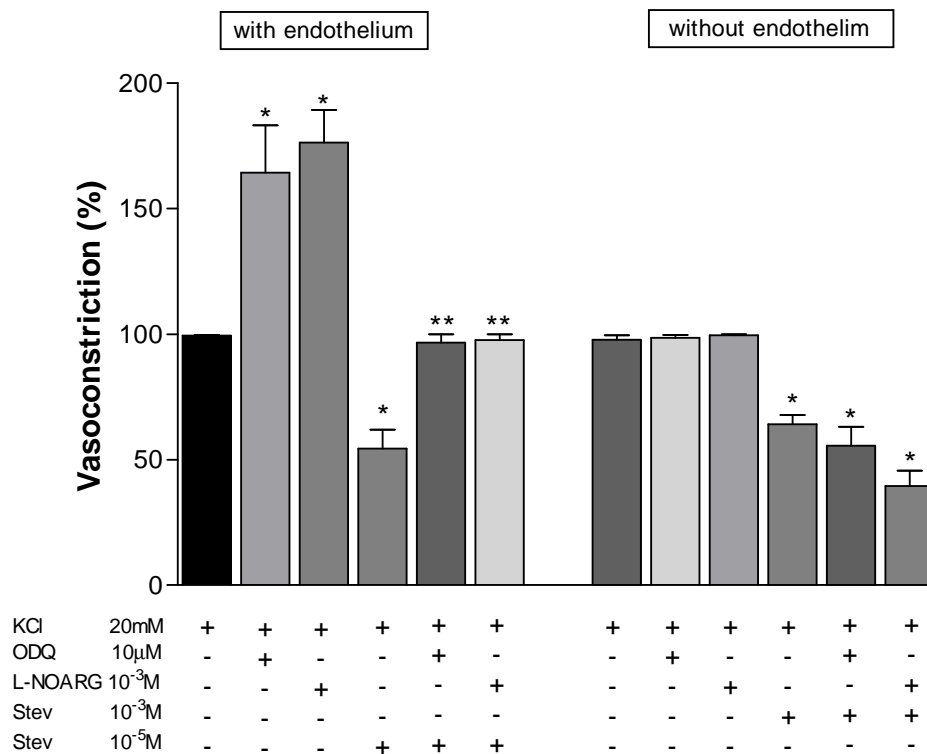 with endothelium without endothelim
200
* *
150
Vasoconstriction (%)
100
** **
50
* * * *
0
KCl 20mM + + + + + + + + + + + +
ODQ 10μM - + - - + - - + - - + -
L-NOARG 10⁻³M - - + - - + - - + - - +
Stev 10⁻³M - - - - - - - - - + + +
Stev 10⁻⁵M - - - + + + - - - - - -